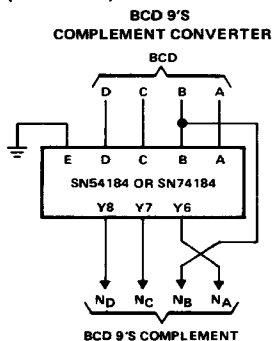 BCD 9'S
COMPLEMENT CONVERTER
BCD
D C B A
E D C B A
SN54184 OR SN74184
Y8 Y7 Y6
ND NC NB NA
BCD 9'S COMPLEMENT